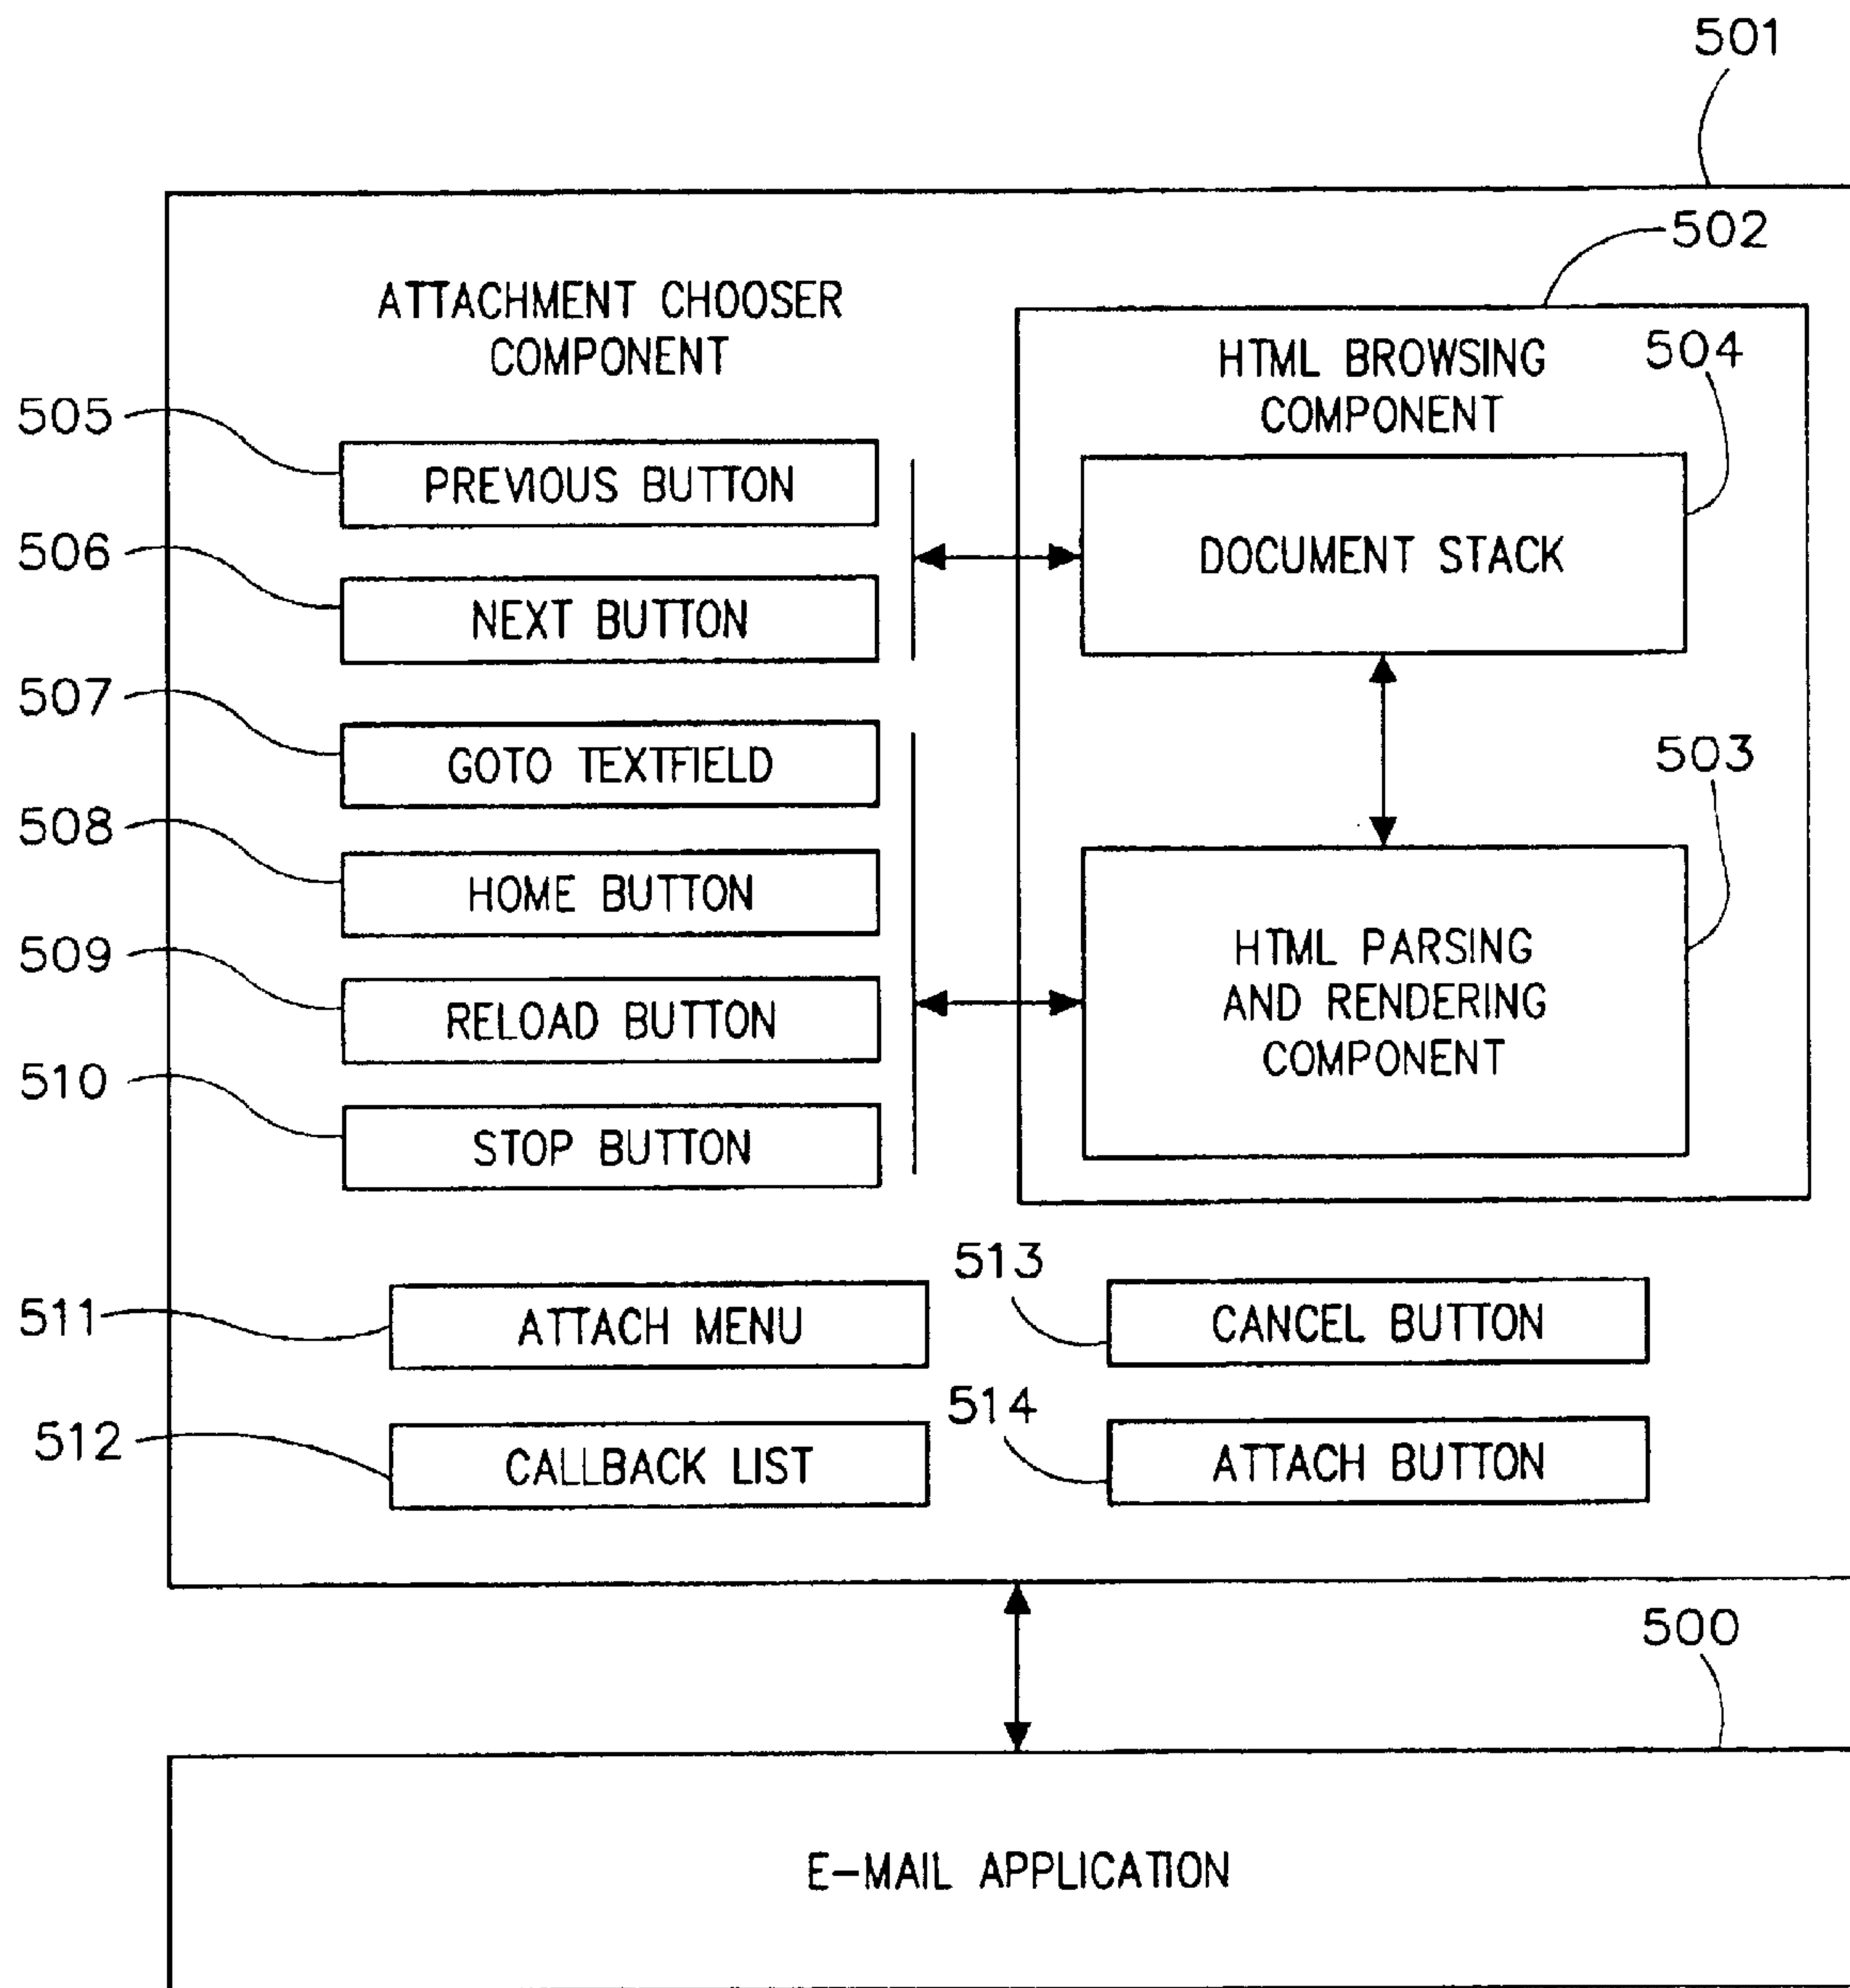 501
502
ATTACHMENT CHOOSER
COMPONENT
HTML BROWSING
COMPONENT
504
505
PREVIOUS BUTTON
506
NEXT BUTTON
DOCUMENT STACK
507
GOTO TEXTFIELD
503
508
HOME BUTTON
509
RELOAD BUTTON
HTML PARSING
AND RENDERING
COMPONENT
510
STOP BUTTON
511
ATTACH MENU
513
CANCEL BUTTON
512
CALLBACK LIST
514
ATTACH BUTTON
500
E-MAIL APPLICATION